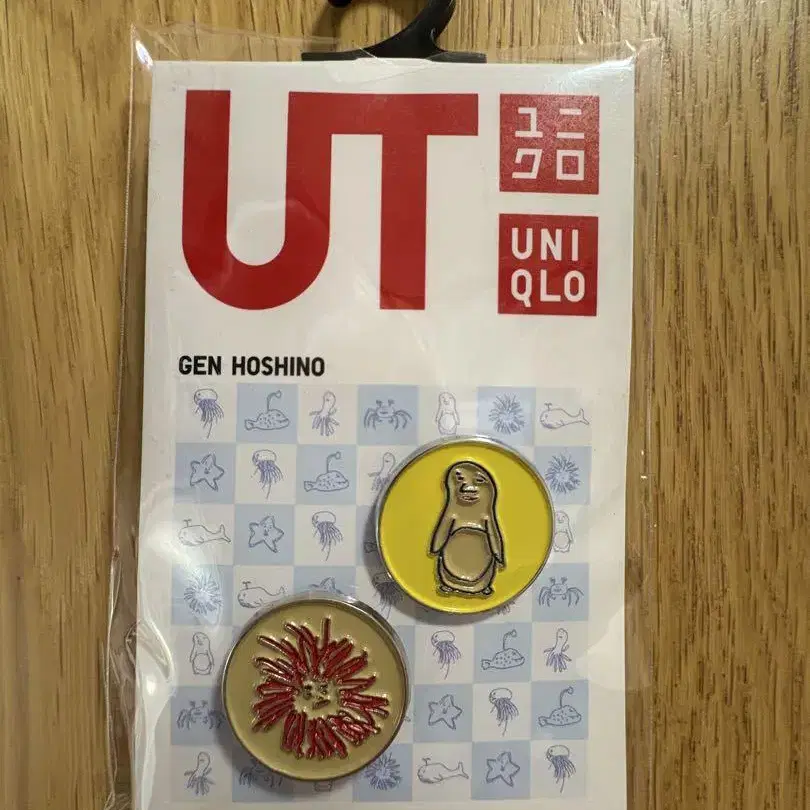 UT
ユニ
クロ
UNI
QLO
GEN HOSHINO